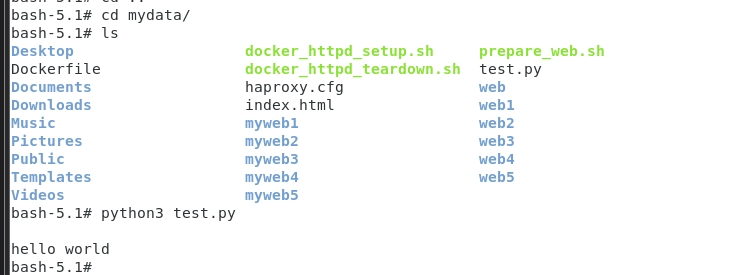 bash-5.1# cd ..
bash-5.1# cd mydata/
bash-5.1# ls
Desktop docker_httpd_setup.sh prepare_web.sh
Dockerfile docker_httpd_teardown.sh test.py
Documents haproxy.cfg web
Downloads index.html web1
Music myweb1 web2
Pictures myweb2 web3
Public myweb3 web4
Templates myweb4 web5
Videos myweb5
bash-5.1# python3 test.py
hello world
bash-5.1#